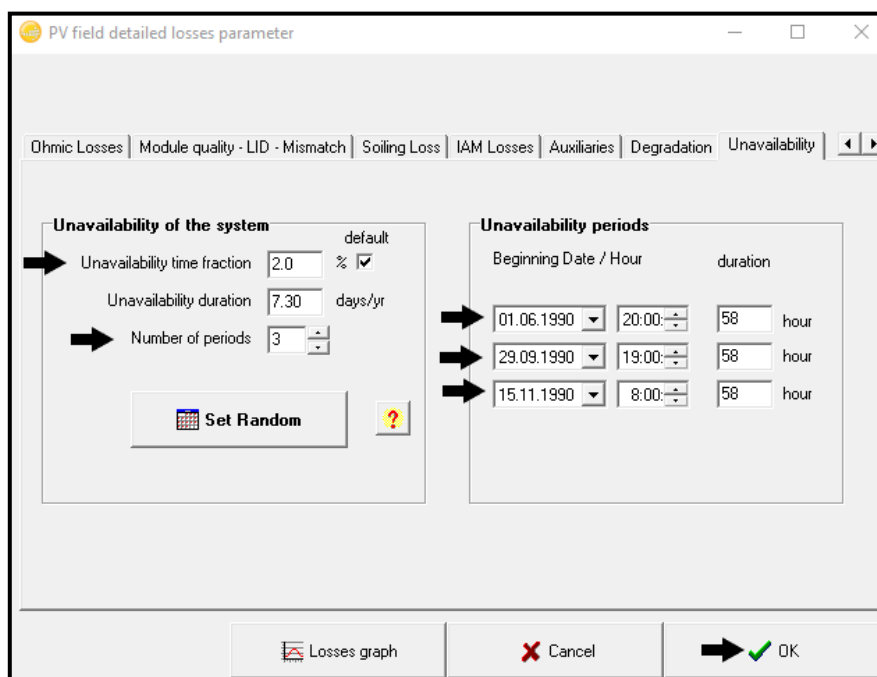 PV field detailed losses parameter
Ohmic Losses Module quality - LID - Mismatch Soiling Loss IAM Losses Auxiliaries Degradation Unavailability
Unavailability of the system
default
Unavailability time fraction 2.0 %
Unavailability duration 7.30 days/yr
Number of periods 3
Set Random
?
Unavailability periods
Beginning Date / Hour duration
01.06.1990 20:00: 58 hour
29.09.1990 19:00: 58 hour
15.11.1990 8:00: 58 hour
Losses graph Cancel OK